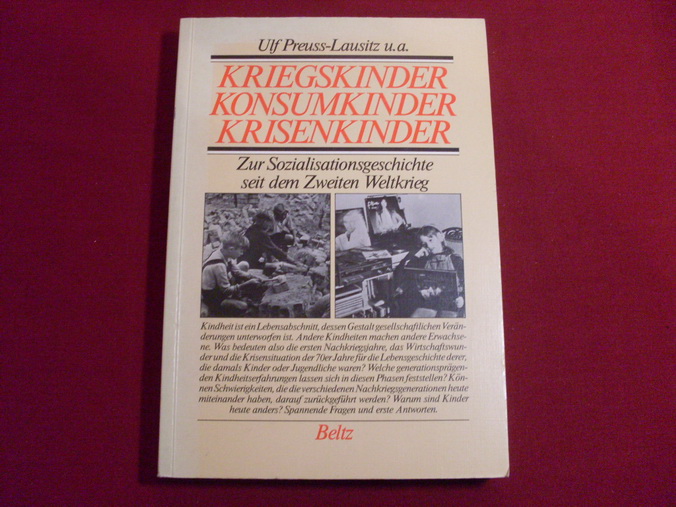 Ulf Preuss-Lausitz u.a.
KRIEGSKINDER
KONSUMKINDER
KRISENKINDER
Zur Sozialisationsgeschichte
seit dem Zweiten Weltkrieg
Kindheit ist ein Lebensabschnitt, dessen Gestalt gesellschaftlichen Verän-
derungen unterworfen ist. Andere Kindheiten machen andere Erwachse-
ne. Was bedeuten also die ersten Nachkriegsjahre, das Wirtschaftswun-
der und die Krisensituation der 70er Jahre für die Lebensgeschichte derer,
die damals Kinder oder Jugendliche waren? Welche generationsprägen-
den Kindheitserfahrungen lassen sich in diesen Phasen feststellen? Kön-
nen Schwierigkeiten, die die verschiedenen Nachkriegsgenerationen heute
miteinander haben, darauf zurückgeführt werden? Warum sind Kinder
heute anders? Spannende Fragen und erste Antworten.
Beltz